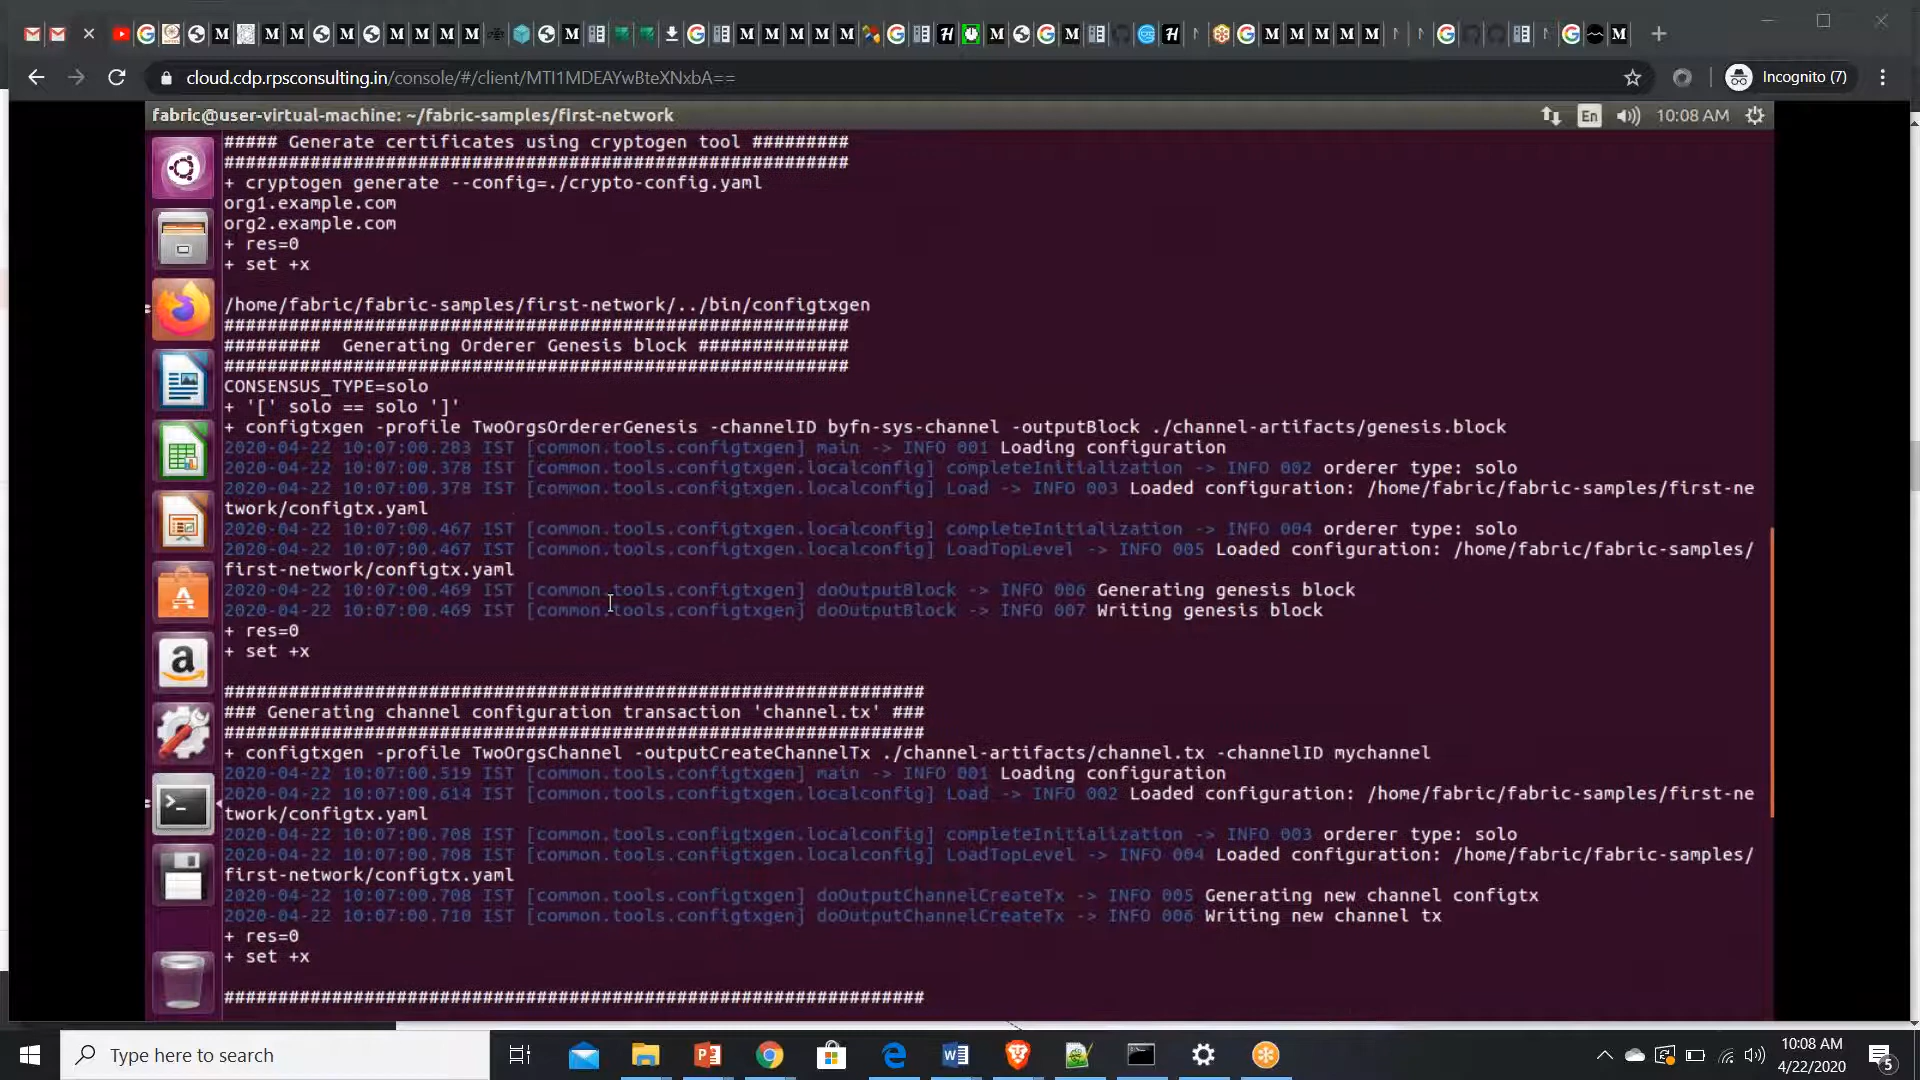 cloud.cdp.rpsconsulting.in/console/#/client/MTI1MDEAYwBteXNxbA==
Incognito (7)
fabric@user-virtual-machine: ~/fabric-samples/first-network
En
10:08 AM
##### Generate certificates using cryptogen tool #########
##########################################################
+ cryptogen generate --config=./crypto-config.yaml
org1.example.com
org2.example.com
+ res=0
+ set +x
/home/fabric/fabric-samples/first-network/../bin/configtxgen
##########################################################
#########  Generating Orderer Genesis block ##############
##########################################################
CONSENSUS_TYPE=solo
+ '[' solo == solo ']'
+ configtxgen -profile TwoOrgsOrdererGenesis -channelID byfn-sys-channel -outputBlock ./channel-artifacts/genesis.block
2020-04-22 10:07:00.283 IST [common.tools.configtxgen] main -> INFO 001 Loading configuration
2020-04-22 10:07:00.378 IST [common.tools.configtxgen.localconfig] completeInitialization -> INFO 002 orderer type: solo
2020-04-22 10:07:00.378 IST [common.tools.configtxgen.localconfig] Load -> INFO 003 Loaded configuration: /home/fabric/fabric-samples/first-ne
twork/configtx.yaml
2020-04-22 10:07:00.467 IST [common.tools.configtxgen.localconfig] completeInitialization -> INFO 004 orderer type: solo
2020-04-22 10:07:00.467 IST [common.tools.configtxgen.localconfig] LoadTopLevel -> INFO 005 Loaded configuration: /home/fabric/fabric-samples/
first-network/configtx.yaml
2020-04-22 10:07:00.469 IST [common.tools.configtxgen] doOutputBlock -> INFO 006 Generating genesis block
2020-04-22 10:07:00.469 IST [common.tools.configtxgen] doOutputBlock -> INFO 007 Writing genesis block
+ res=0
+ set +x
#################################################################
### Generating channel configuration transaction 'channel.tx' ###
#################################################################
+ configtxgen -profile TwoOrgsChannel -outputCreateChannelTx ./channel-artifacts/channel.tx -channelID mychannel
2020-04-22 10:07:00.519 IST [common.tools.configtxgen] main -> INFO 001 Loading configuration
2020-04-22 10:07:00.614 IST [common.tools.configtxgen.localconfig] Load -> INFO 002 Loaded configuration: /home/fabric/fabric-samples/first-ne
twork/configtx.yaml
2020-04-22 10:07:00.708 IST [common.tools.configtxgen.localconfig] completeInitialization -> INFO 003 orderer type: solo
2020-04-22 10:07:00.708 IST [common.tools.configtxgen.localconfig] LoadTopLevel -> INFO 004 Loaded configuration: /home/fabric/fabric-samples/
first-network/configtx.yaml
2020-04-22 10:07:00.708 IST [common.tools.configtxgen] doOutputChannelCreateTx -> INFO 005 Generating new channel configtx
2020-04-22 10:07:00.710 IST [common.tools.configtxgen] doOutputChannelCreateTx -> INFO 006 Writing new channel tx
+ res=0
+ set +x
#################################################################
Type here to search
10:08 AM
4/22/2020
5